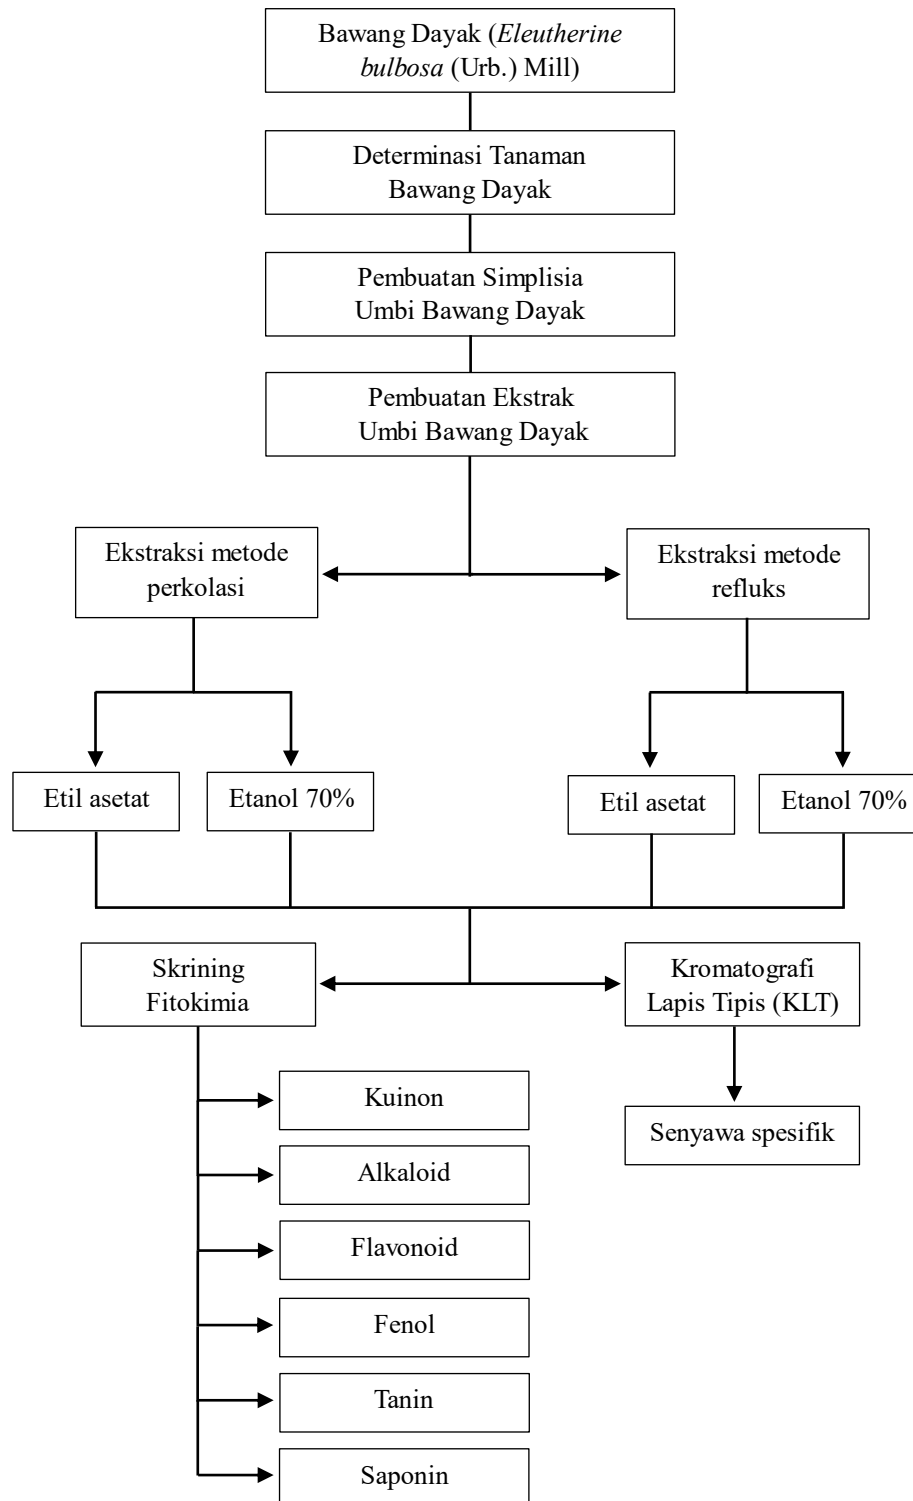 Bawang Dayak (Eleutherine
bulbosa (Urb.) Mill)
Determinasi Tanaman
Bawang Dayak
Pembuatan Simplisia
Umbi Bawang Dayak
Pembuatan Ekstrak
Umbi Bawang Dayak
Ekstraksi metode
perkolasi
Ekstraksi metode
refluks
Etil asetat
Etanol 70%
Etil asetat
Etanol 70%
Skrining
Fitokimia
Kromatografi
Lapis Tipis (KLT)
Kuinon
Senyawa spesifik
Alkaloid
Flavonoid
Fenol
Tanin
Saponin